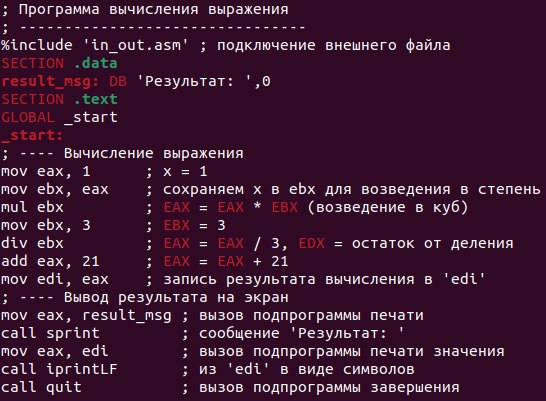 ; Программа вычисления выражения
; --------------------------------
%include 'in_out.asm' ; подключение внешнего файла
SECTION .data
result_msg: DB 'Результат: ',0
SECTION .text
GLOBAL _start
_start:
; ---- Вычисление выражения
mov eax, 1      ; x = 1
mov ebx, eax    ; сохраняем x в ebx для возведения в степень
mul ebx         ; EAX = EAX * EBX (возведение в куб)
mov ebx, 3      ; EBX = 3
div ebx         ; EAX = EAX / 3, EDX = остаток от деления
add eax, 21     ; EAX = EAX + 21
mov edi, eax    ; запись результата вычисления в 'edi'
; ---- Вывод результата на экран
mov eax, result_msg ; вызов подпрограммы печати
call sprint         ; сообщение 'Результат: '
mov eax, edi        ; вызов подпрограммы печати значения
call iprintLF       ; из 'edi' в виде символов
call quit           ; вызов подпрограммы завершения